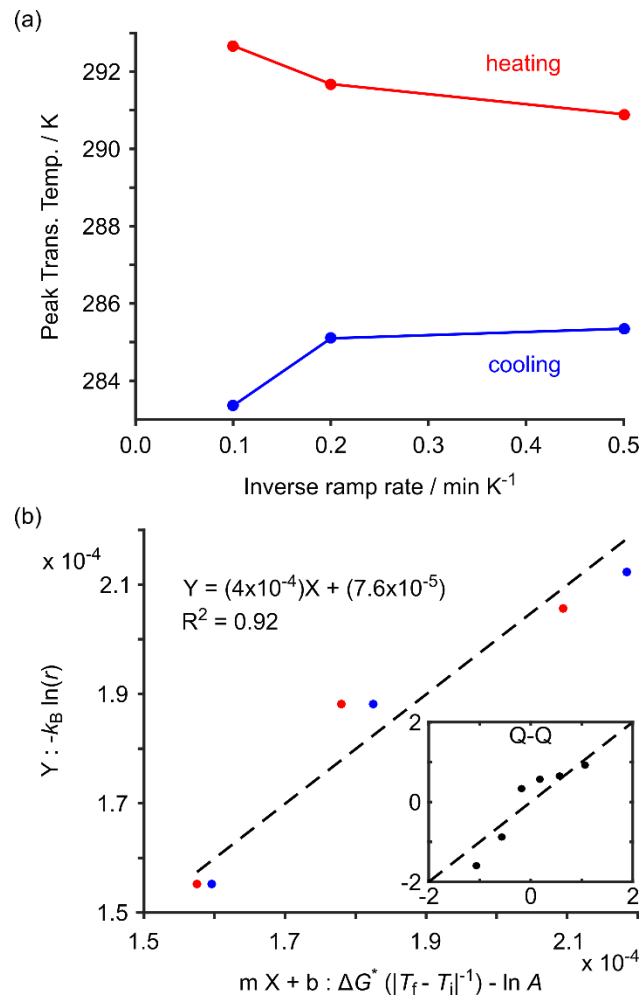 (a)
292
290
288
286
284
heating
cooling
Peak Trans. Temp. / K
0.0 0.1 0.2 0.3 0.4 0.5
Inverse ramp rate / min K⁻¹
(b)
x 10⁻⁴
2.1
1.9
1.7
1.5
Y = (4x10⁻⁴)X + (7.6x10⁻⁵)
R² = 0.92
Y : -k_B ln(r)
Q-Q
2
0
-2
-2 0 2
1.5 1.7 1.9 2.1
x 10⁻⁴
m X + b : ΔG* (|T_f - T_i|⁻¹) - ln A